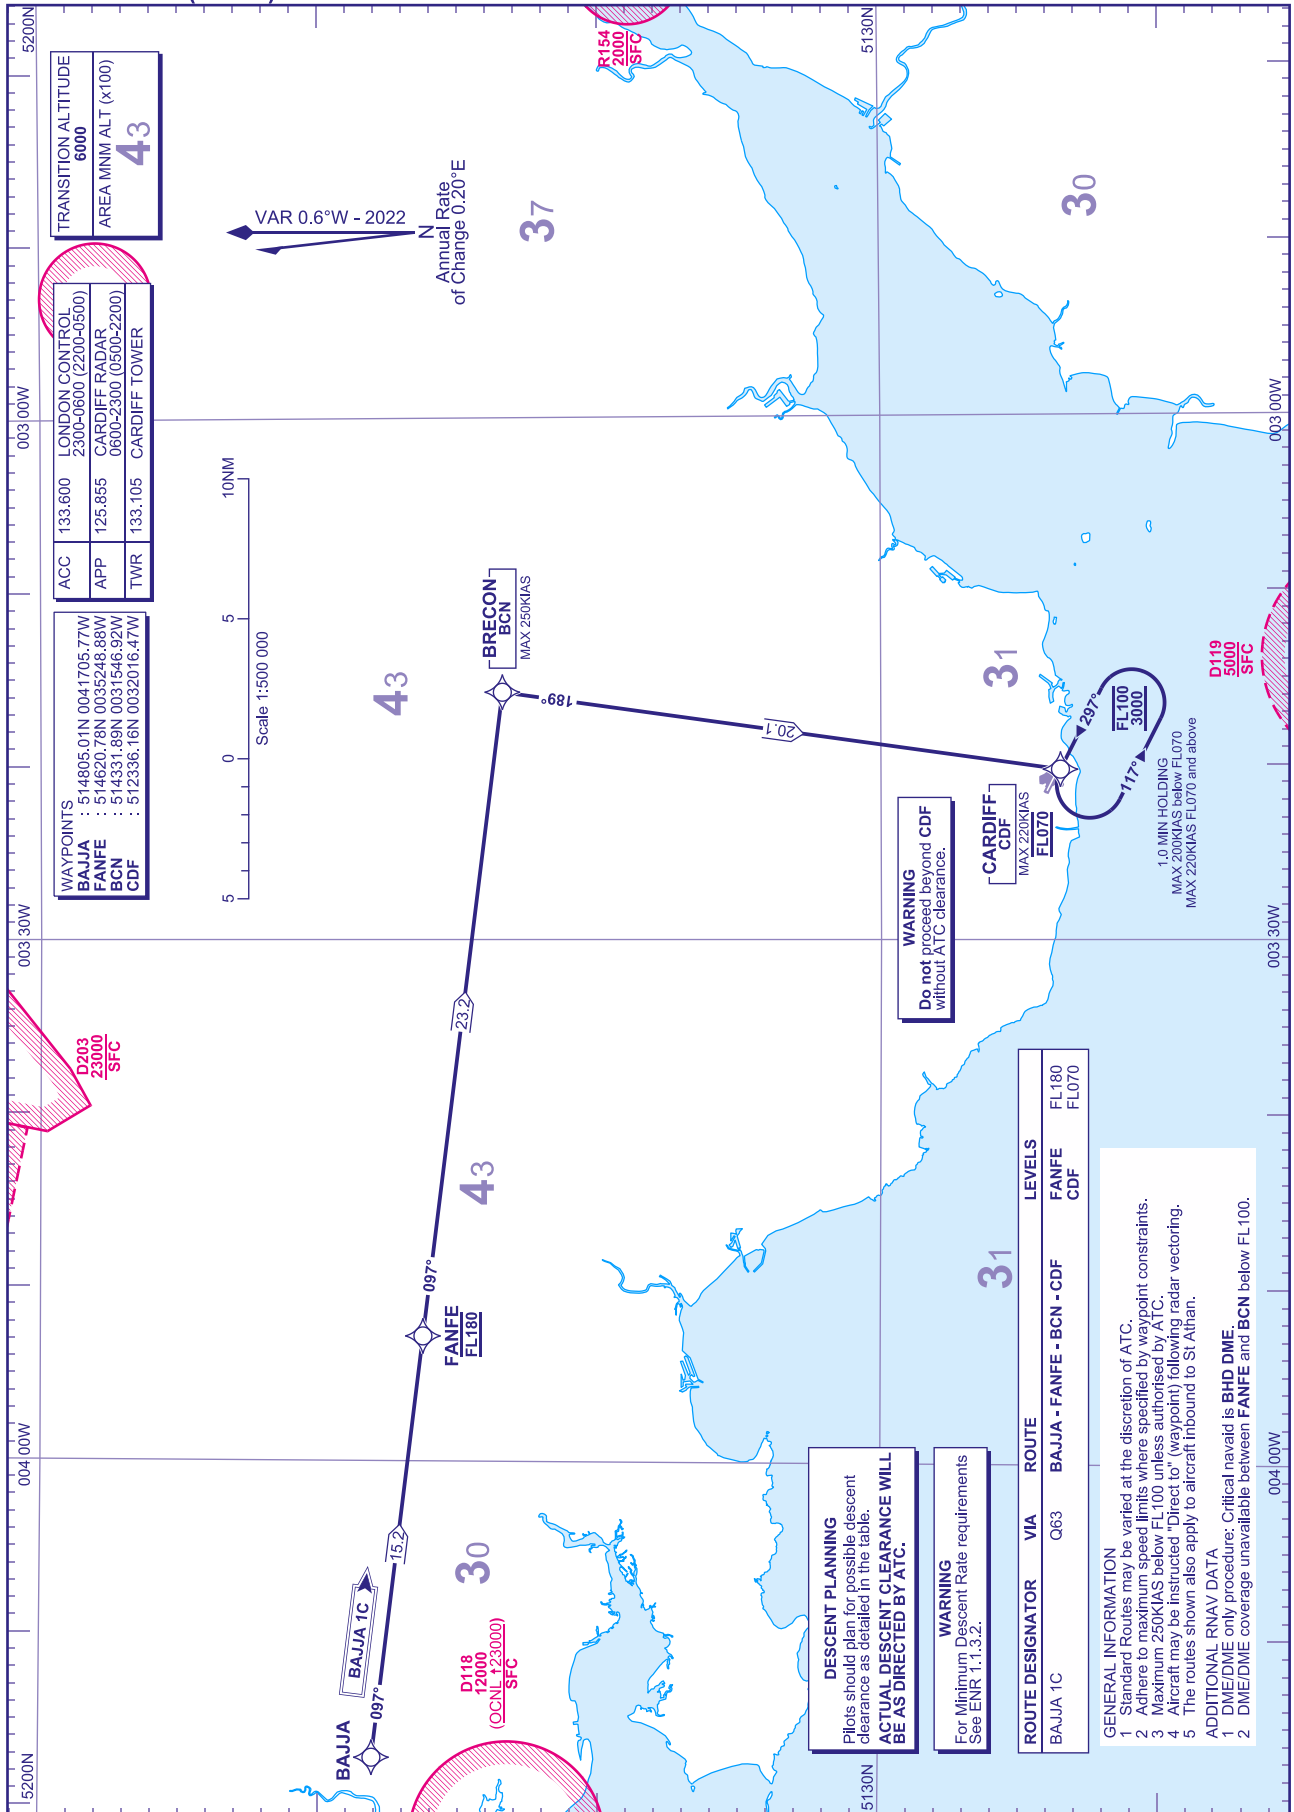 5200N
003 30W
003 00W
5200N
004 00W
WAYPOINTS
BAJJA : 514805.01N 0041705.77W
FANFE : 514620.78N 0035248.88W
BCN : 514331.89N 0031546.92W
CDF : 512336.16N 0032016.47W
ACC 133.600 LONDON CONTROL
2300-0600 (2200-0500)
APP 125.855 CARDIFF RADAR
0600-2300 (0500-2200)
TWR 133.105 CARDIFF TOWER
TRANSITION ALTITUDE
6000
AREA MNM ALT (x100)
43
D203
23000
SFC
5 0 5 10NM
Scale 1:500 000
VAR 0.6°W - 2022
N
Annual Rate
of Change 0.20°E
BAJJA
097°
BAJJA 1C
15.2
FANFE
FL180
097°
23.2
BRECON
BCN
MAX 250KIAS
189°
20.1
43
43
37
30
D118
12000
(OCNL ↑23000)
SFC
R154
2000
SFC
5130N
5130N
DESCENT PLANNING
Pilots should plan for possible descent
clearance as detailed in the table.
ACTUAL DESCENT CLEARANCE WILL
BE AS DIRECTED BY ATC.
WARNING
For Minimum Descent Rate requirements
See ENR 1.1.3.2.
WARNING
Do not proceed beyond CDF
without ATC clearance.
CARDIFF
CDF
MAX 220KIAS
FL070
31
31
30
297°
117°
FL100
3000
1.0 MIN HOLDING
MAX 200KIAS below FL070
MAX 220KIAS FL070 and above
D119
5000
SFC
ROUTE DESIGNATOR VIA ROUTE LEVELS
BAJJA 1C Q63 BAJJA - FANFE - BCN - CDF FANFE FL180
CDF FL070
GENERAL INFORMATION
1 Standard Routes may be varied at the discretion of ATC.
2 Adhere to maximum speed limits where specified by waypoint constraints.
3 Maximum 250KIAS below FL100 unless authorised by ATC.
4 Aircraft may be instructed "Direct to" (waypoint) following radar vectoring.
5 The routes shown also apply to aircraft inbound to St Athan.
ADDITIONAL RNAV DATA
1 DME/DME only procedure: Critical navaid is BHD DME.
2 DME/DME coverage unavailable between FANFE and BCN below FL100.
004 00W
003 30W
003 00W